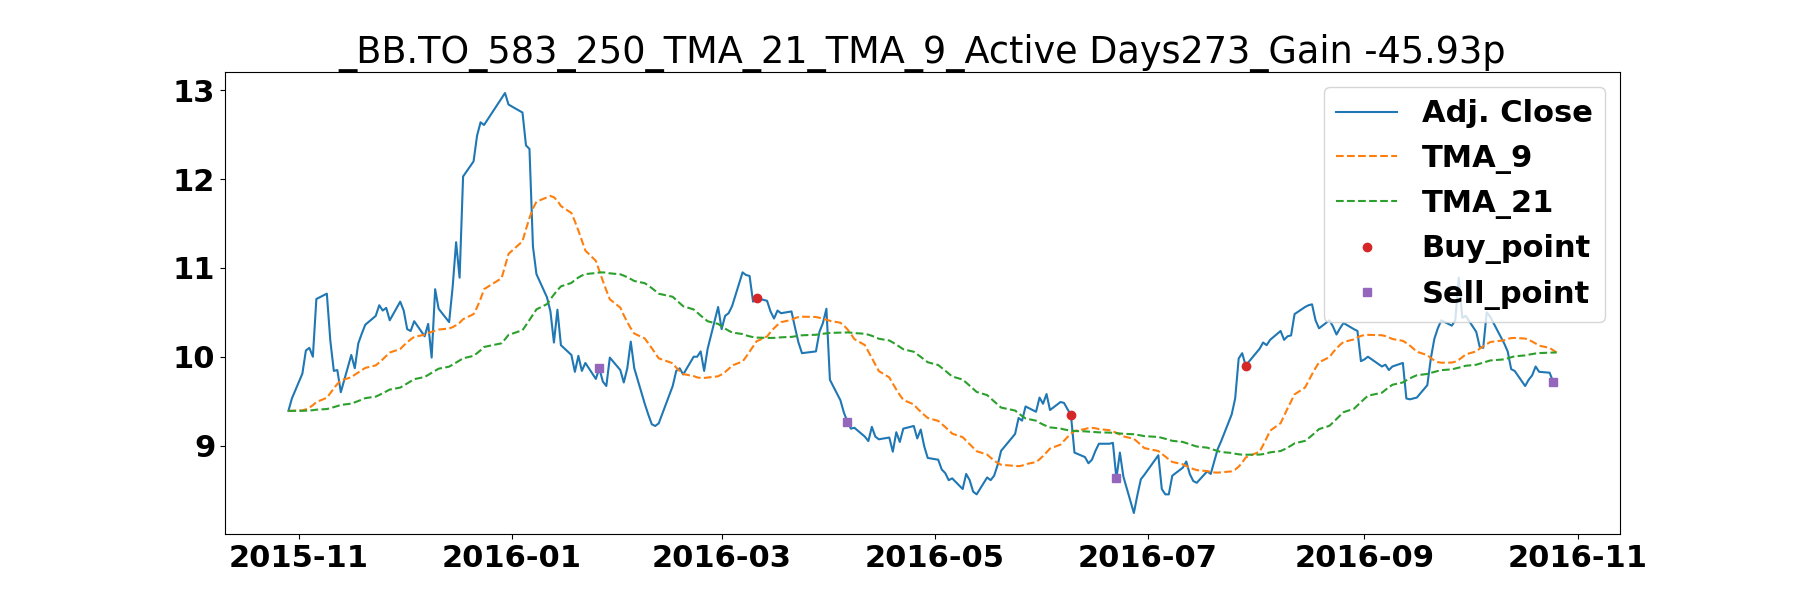 _BB.TO_583_250_TMA_21_TMA_9_Active Days273_Gain -45.93p
13
12
11
10
9
Adj. Close
TMA_9
TMA_21
Buy_point
Sell_point
2015-11 2016-01 2016-03 2016-05 2016-07 2016-09 2016-11